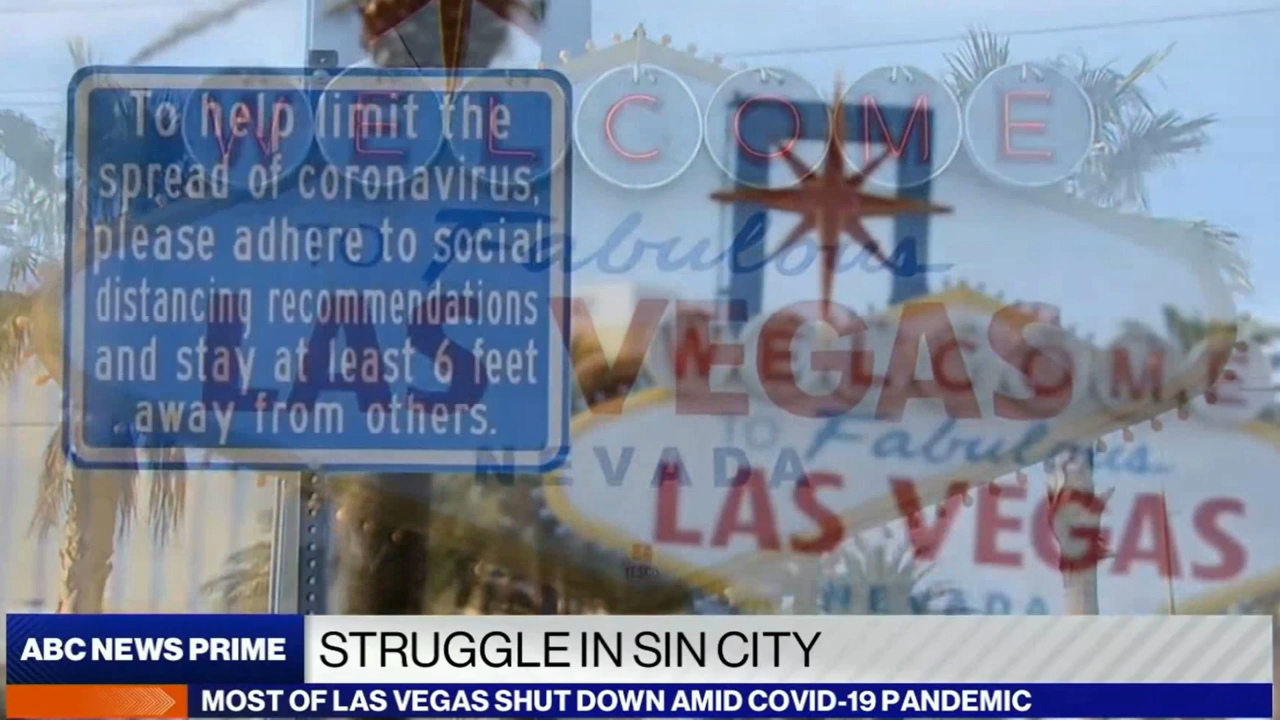 To help limit the
spread of coronavirus,
please adhere to social
distancing recommendations
and stay at least 6 feet
away from others.
WELCOME
TO Fabulous
LAS VEGAS
NEVADA
WELCOME
TO Fabulous
LAS VEGAS
NEVADA
YESCO
ABC NEWS PRIME
STRUGGLE IN SIN CITY
MOST OF LAS VEGAS SHUT DOWN AMID COVID-19 PANDEMIC